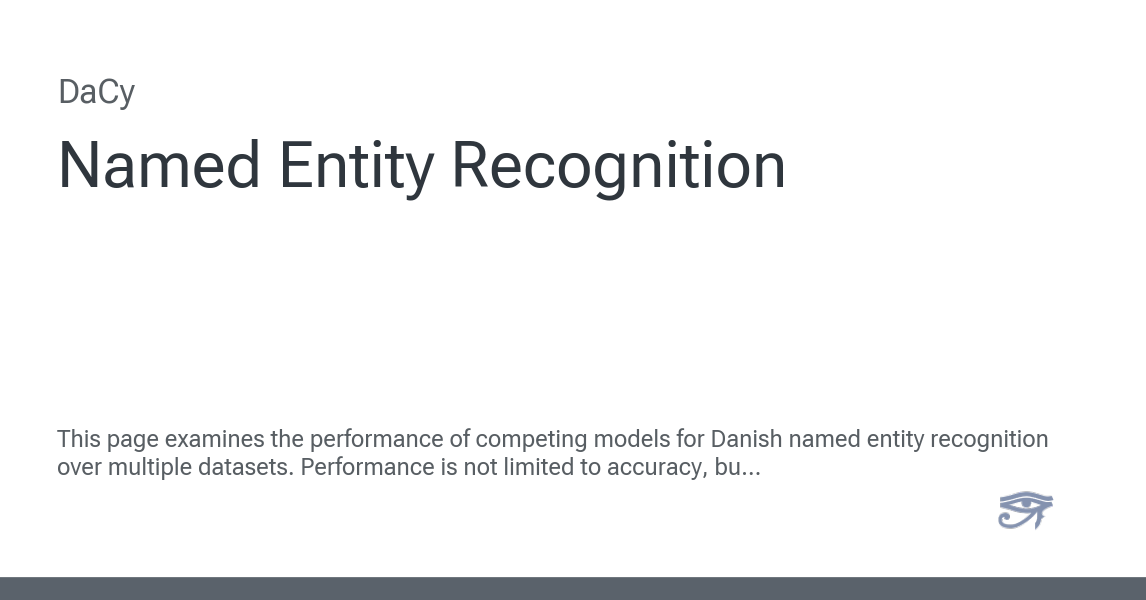 DaCy
Named Entity Recognition
This page examines the performance of competing models for Danish named entity recognition
over multiple datasets. Performance is not limited to accuracy, bu...